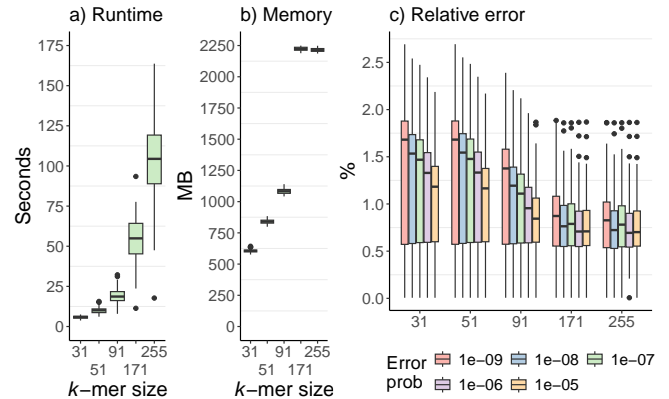 a) Runtime
b) Memory
c) Relative error
Seconds
175
150
125
100
75
50
25
0
31
51
91
171
255
k−mer size
MB
2250
2000
1750
1500
1250
1000
750
500
250
0
31
51
91
171
255
k−mer size
%
2.5
2.0
1.5
1.0
0.5
0.0
31
51
91
171
255
Error
prob
1e−09
1e−08
1e−07
1e−06
1e−05